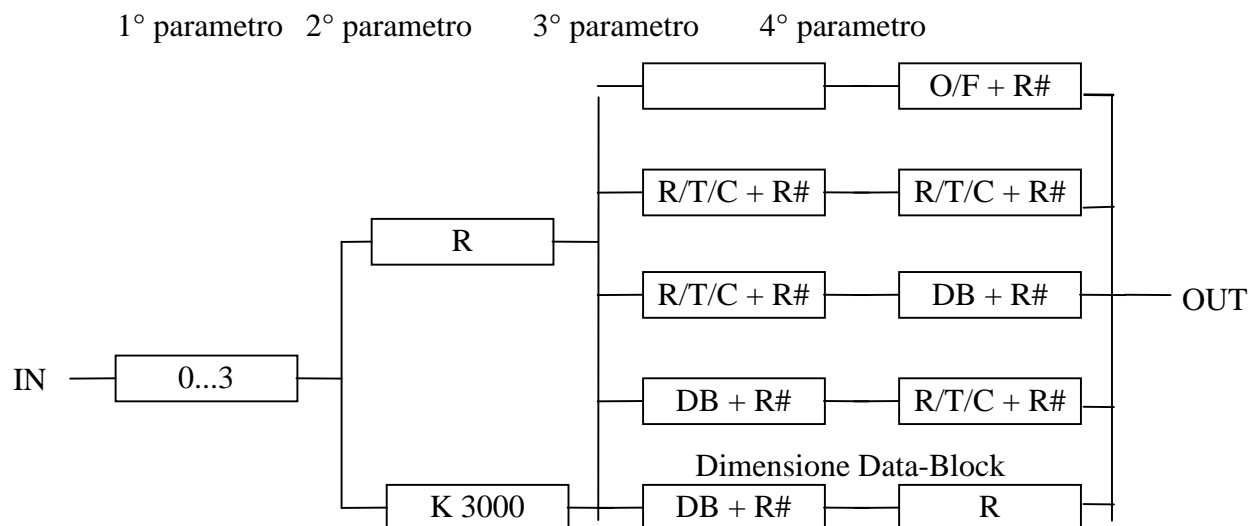 1° parametro 2° parametro 3° parametro 4° parametro
O/F + R#
R/T/C + R# R/T/C + R#
R
R/T/C + R# DB + R#
OUT
IN 0...3
DB + R# R/T/C + R#
Dimensione Data-Block
K 3000 DB + R# R